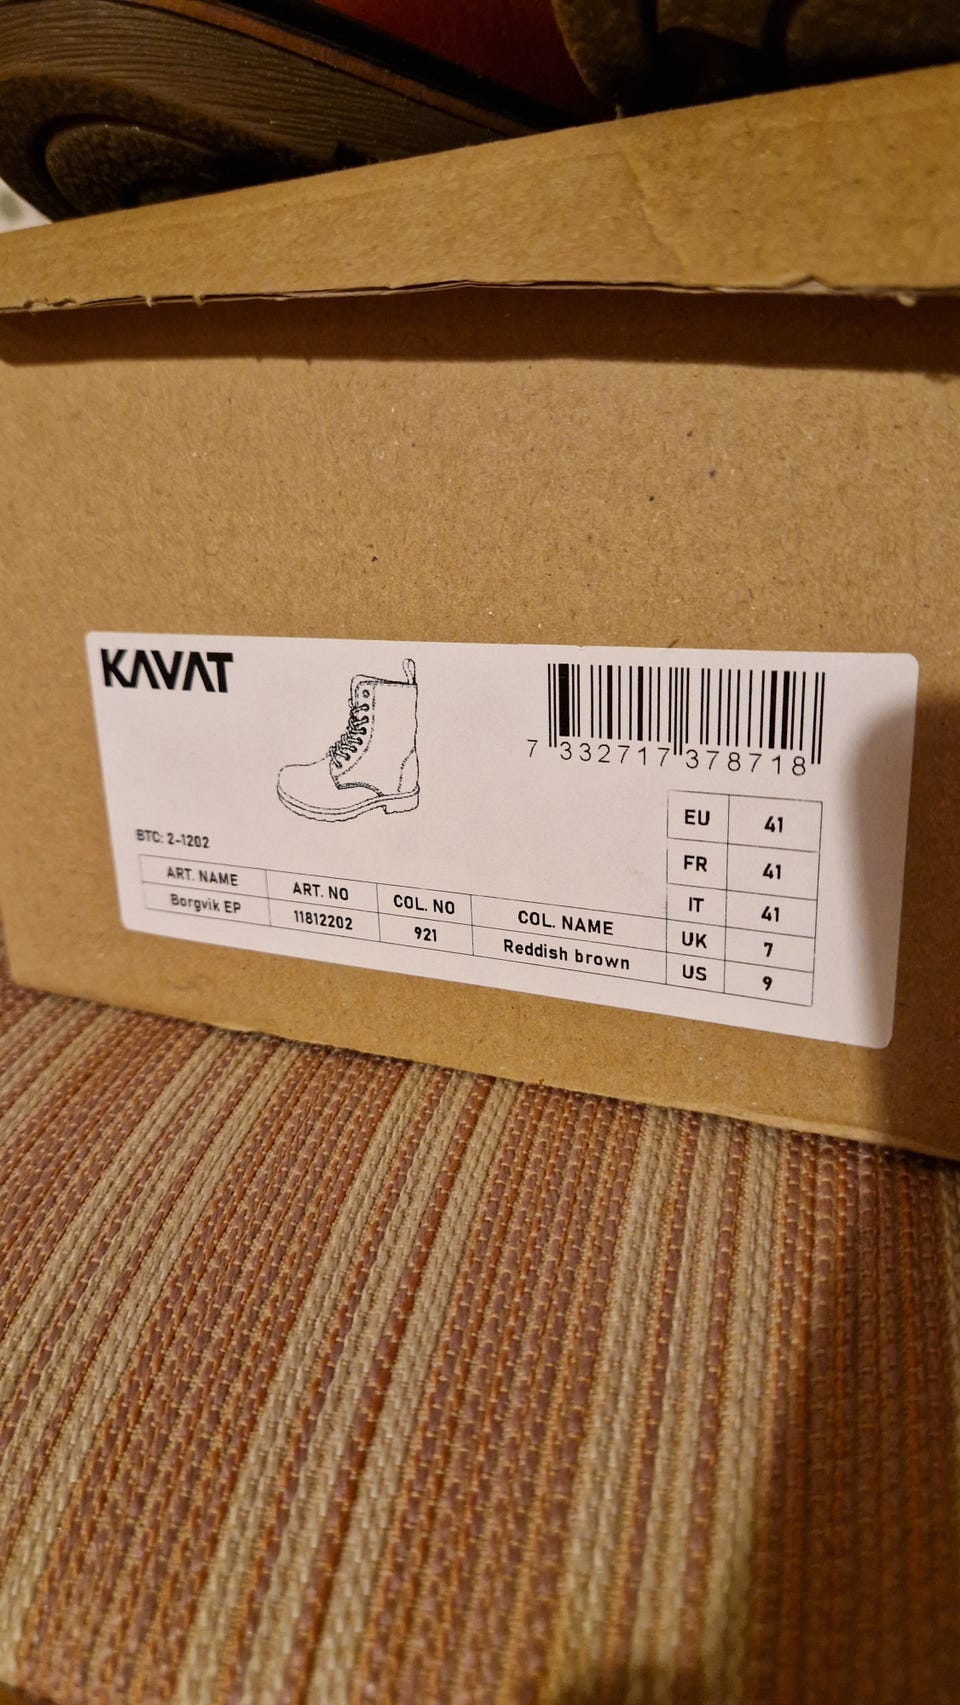 KAVAT
7 332717 378718
BTC: 2-1202
ART. NAME ART. NO COL. NO COL. NAME
Borgvik EP 11812202 921 Reddish brown
EU 41
FR 41
IT 41
UK 7
US 9